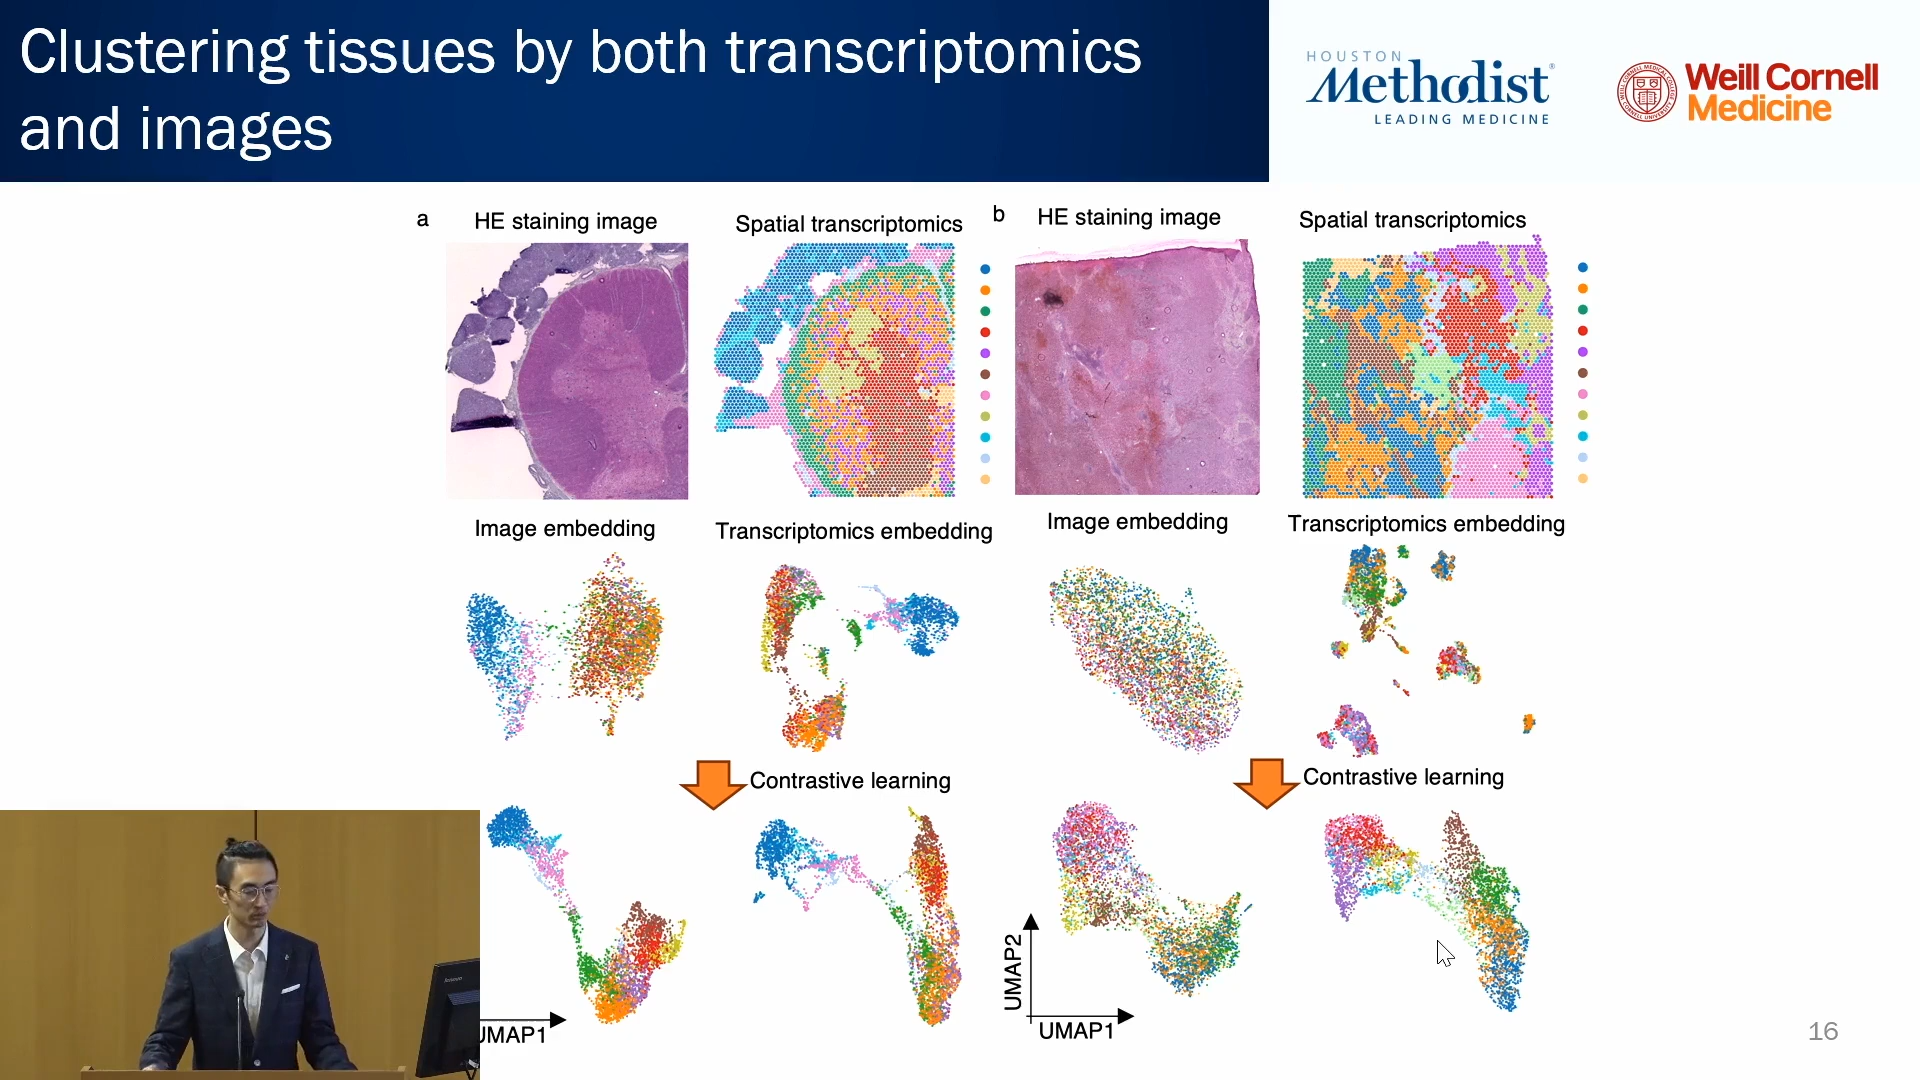 Clustering tissues by both transcriptomics
and images
HOUSTON
Methodist®
LEADING MEDICINE
Weill Cornell
Medicine
a
HE staining image
Spatial transcriptomics
b
HE staining image
Spatial transcriptomics
Image embedding
Transcriptomics embedding
Image embedding
Transcriptomics embedding
Contrastive learning
Contrastive learning
UMAP1
UMAP2
UMAP1
16